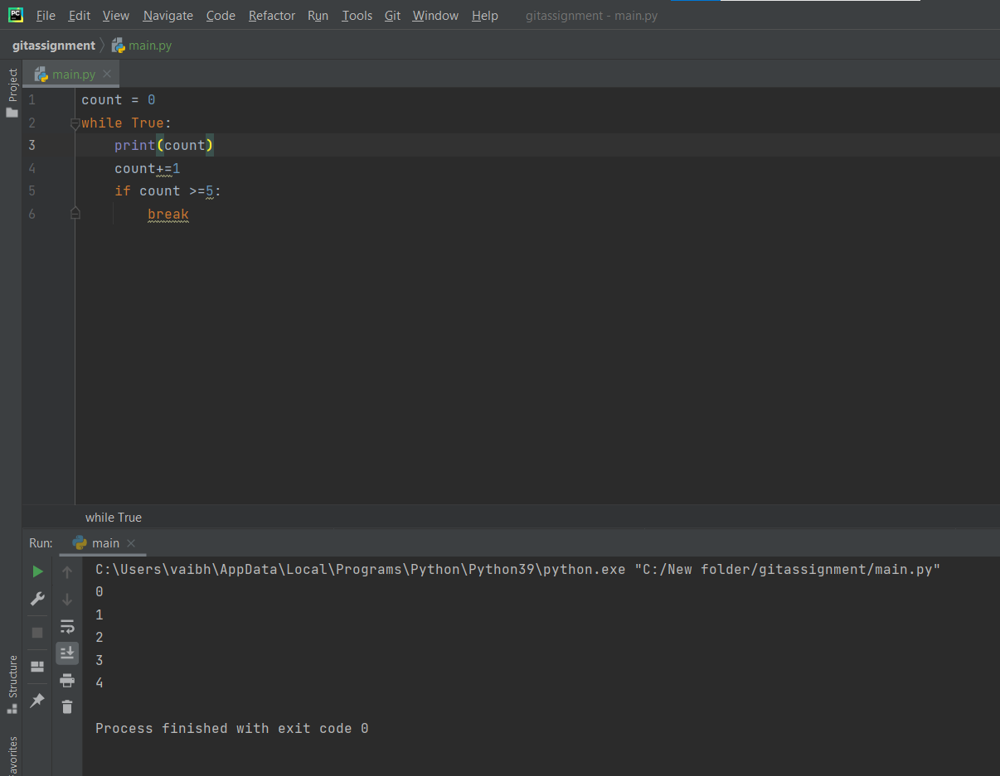 PC File Edit View Navigate Code Refactor Run Tools Git Window Help gitassignment - main.py
gitassignment main.py
Project
main.py
1 count = 0
2 while True:
3     print(count)
4     count+=1
5     if count >=5:
6         break
while True
Run: main
C:\Users\vaibh\AppData\Local\Programs\Python\Python39\python.exe "C:/New folder/gitassignment/main.py"
0
1
2
3
4
Process finished with exit code 0
Structure
avorites